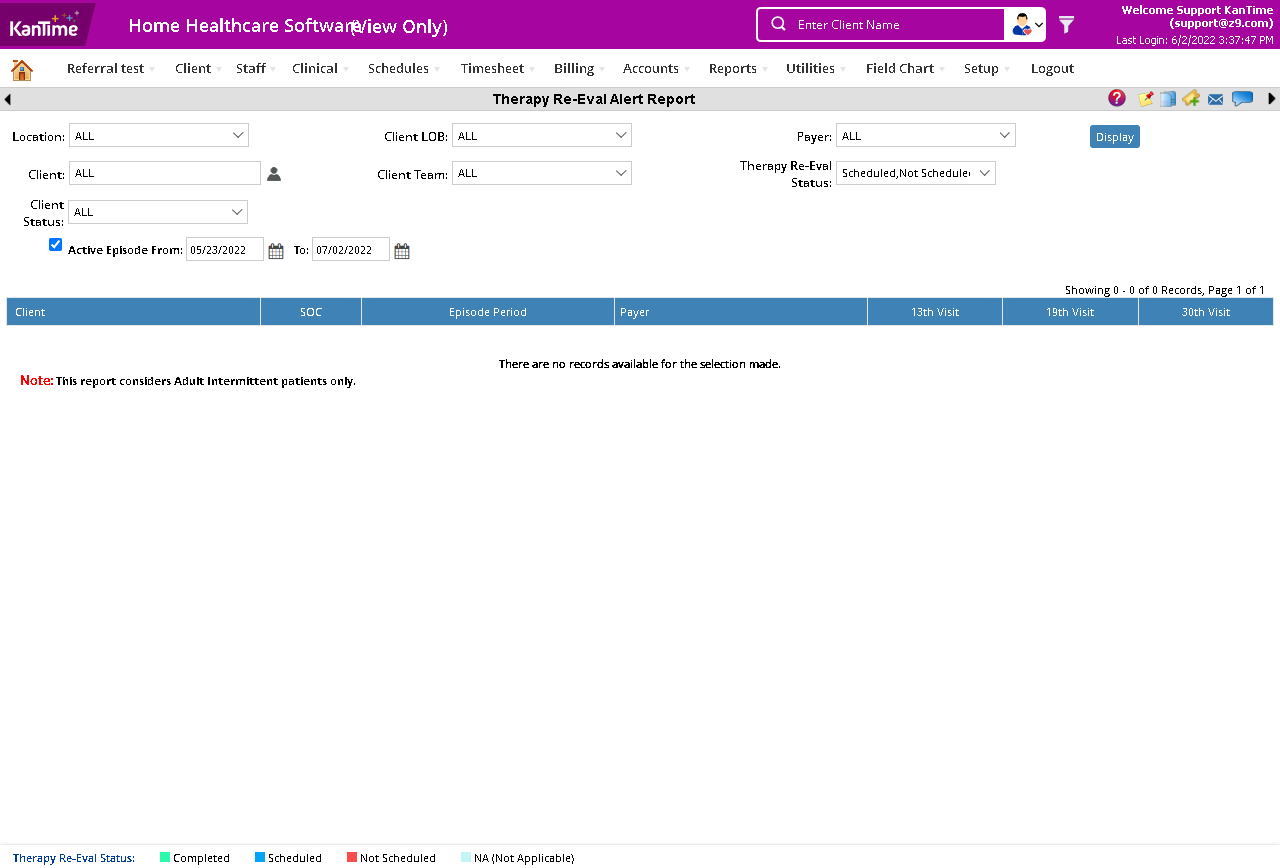 KanTime Home Healthcare Software (View Only) Enter Client Name Welcome Support KanTime
(support@z9.com)
Last Login: 6/2/2022 3:37:47 PM
Referral test Client Staff Clinical Schedules Timesheet Billing Accounts Reports Utilities Field Chart Setup Logout
Therapy Re-Eval Alert Report
Location: ALL Client LOB: ALL Payer: ALL Display
Client: ALL Client Team: ALL Therapy Re-Eval Status: Scheduled,Not Scheduled
Client Status: ALL
Active Episode From: 05/23/2022 To: 07/02/2022
Showing 0 - 0 of 0 Records, Page 1 of 1
Client SOC Episode Period Payer 13th Visit 19th Visit 30th Visit
There are no records available for the selection made.
Note: This report considers Adult Intermittent patients only.
Therapy Re-Eval Status: Completed Scheduled Not Scheduled NA (Not Applicable)